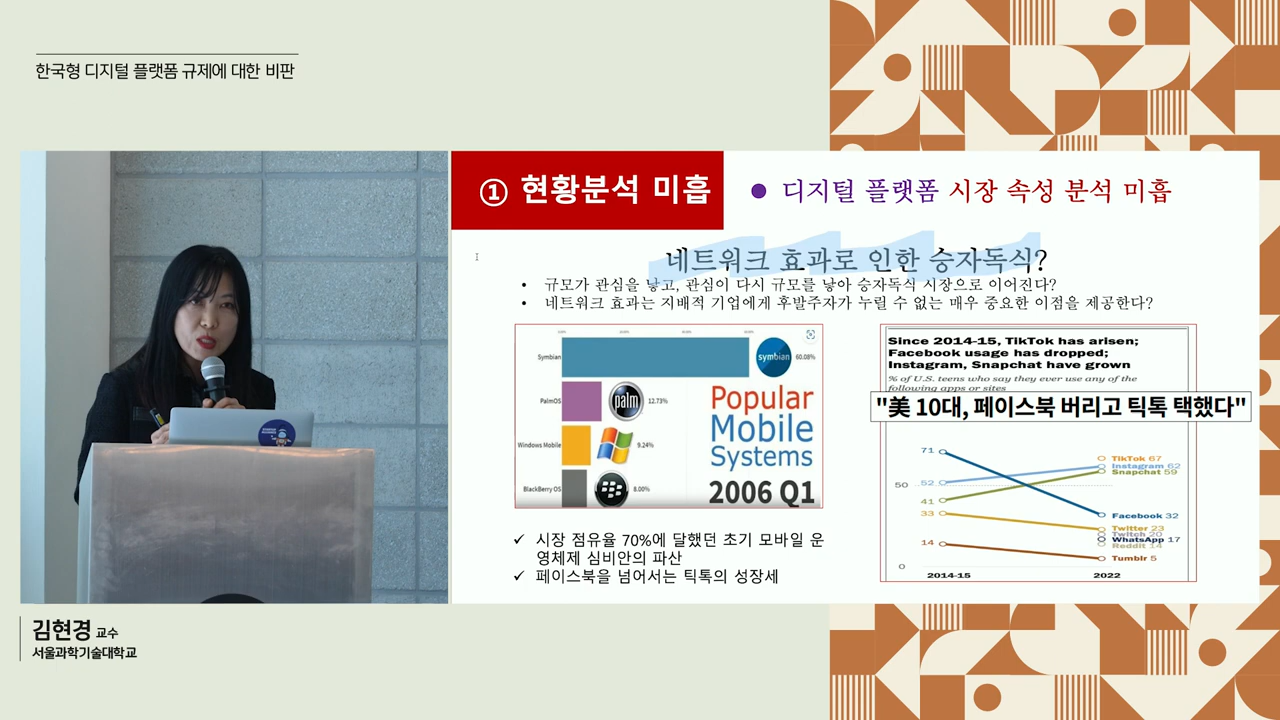 한국형 디지털 플랫폼 규제에 대한 비판
① 현황분석 미흡
● 디지털 플랫폼 시장 속성 분석 미흡
네트워크 효과로 인한 승자독식?
• 규모가 관심을 낳고, 관심이 다시 규모를 낳아 승자독식 시장으로 이어진다?
• 네트워크 효과는 지배적 기업에게 후발주자가 누릴 수 없는 매우 중요한 이점을 제공한다?
Symbian
symbian
60.08%
PalmOS
palm
12.73%
Windows Mobile
9.24%
BlackBerry OS
8.00%
Popular
Mobile
Systems
2006 Q1
Since 2014-15, TikTok has arisen;
Facebook usage has dropped;
Instagram, Snapchat have grown
% of U.S. teens who say they ever use any of the
following apps or sites
"美 10대, 페이스북 버리고 틱톡 택했다"
71
52
50
41
33
14
0
TikTok 67
Instagram 62
Snapchat 59
Facebook 32
Twitter 23
Twitch 20
WhatsApp 17
Reddit 14
Tumblr 5
2014-15
2022
✓ 시장 점유율 70%에 달했던 초기 모바일 운
영체제 심비안의 파산
✓ 페이스북을 넘어서는 틱톡의 성장세
김현경 교수
서울과학기술대학교